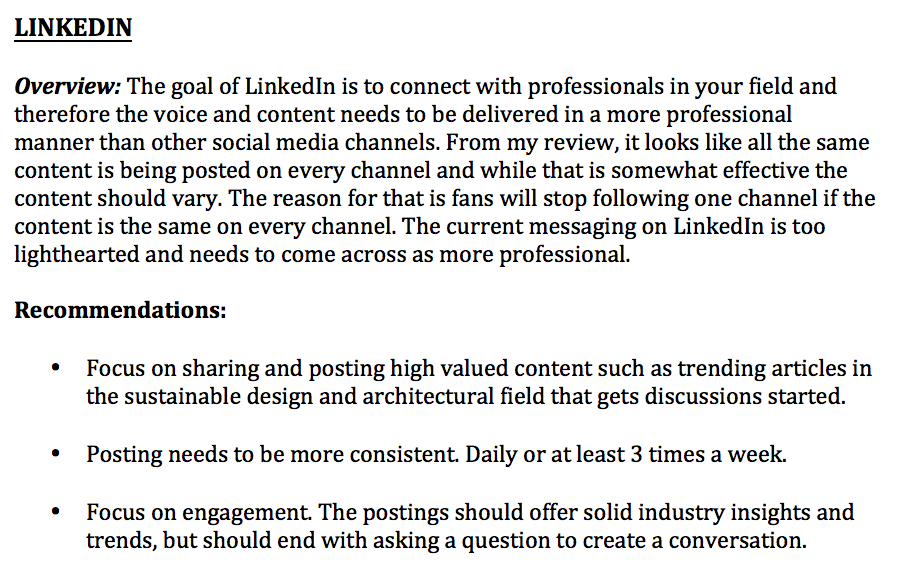 LINKEDIN
Overview: The goal of LinkedIn is to connect with professionals in your field and
therefore the voice and content needs to be delivered in a more professional
manner than other social media channels. From my review, it looks like all the same
content is being posted on every channel and while that is somewhat effective the
content should vary. The reason for that is fans will stop following one channel if the
content is the same on every channel. The current messaging on LinkedIn is too
lighthearted and needs to come across as more professional.
Recommendations:
• Focus on sharing and posting high valued content such as trending articles in
the sustainable design and architectural field that gets discussions started.
• Posting needs to be more consistent. Daily or at least 3 times a week.
• Focus on engagement. The postings should offer solid industry insights and
trends, but should end with asking a question to create a conversation.